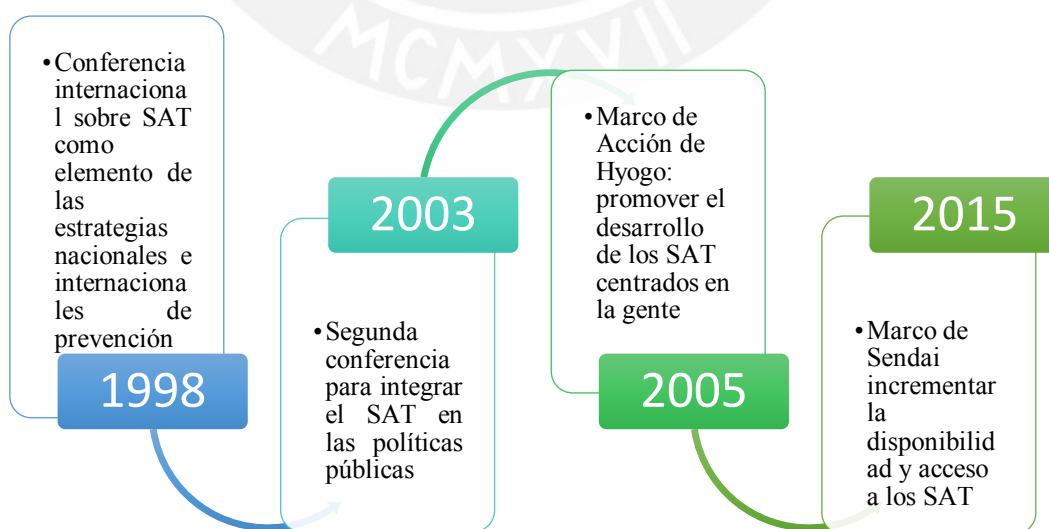 MCMXVII
•Conferencia
internaciona
l sobre SAT
como
elemento de
las
estrategias
nacionales e
internaciona
les de
prevención
1998
2003
•Segunda
conferencia
para integrar
el SAT en
las políticas
públicas
•Marco de
Acción de
Hyogo:
promover el
desarrollo
de los SAT
centrados en
la gente
2005
2015
•Marco de
Sendai
incrementar
la
disponibilid
ad y acceso
a los SAT